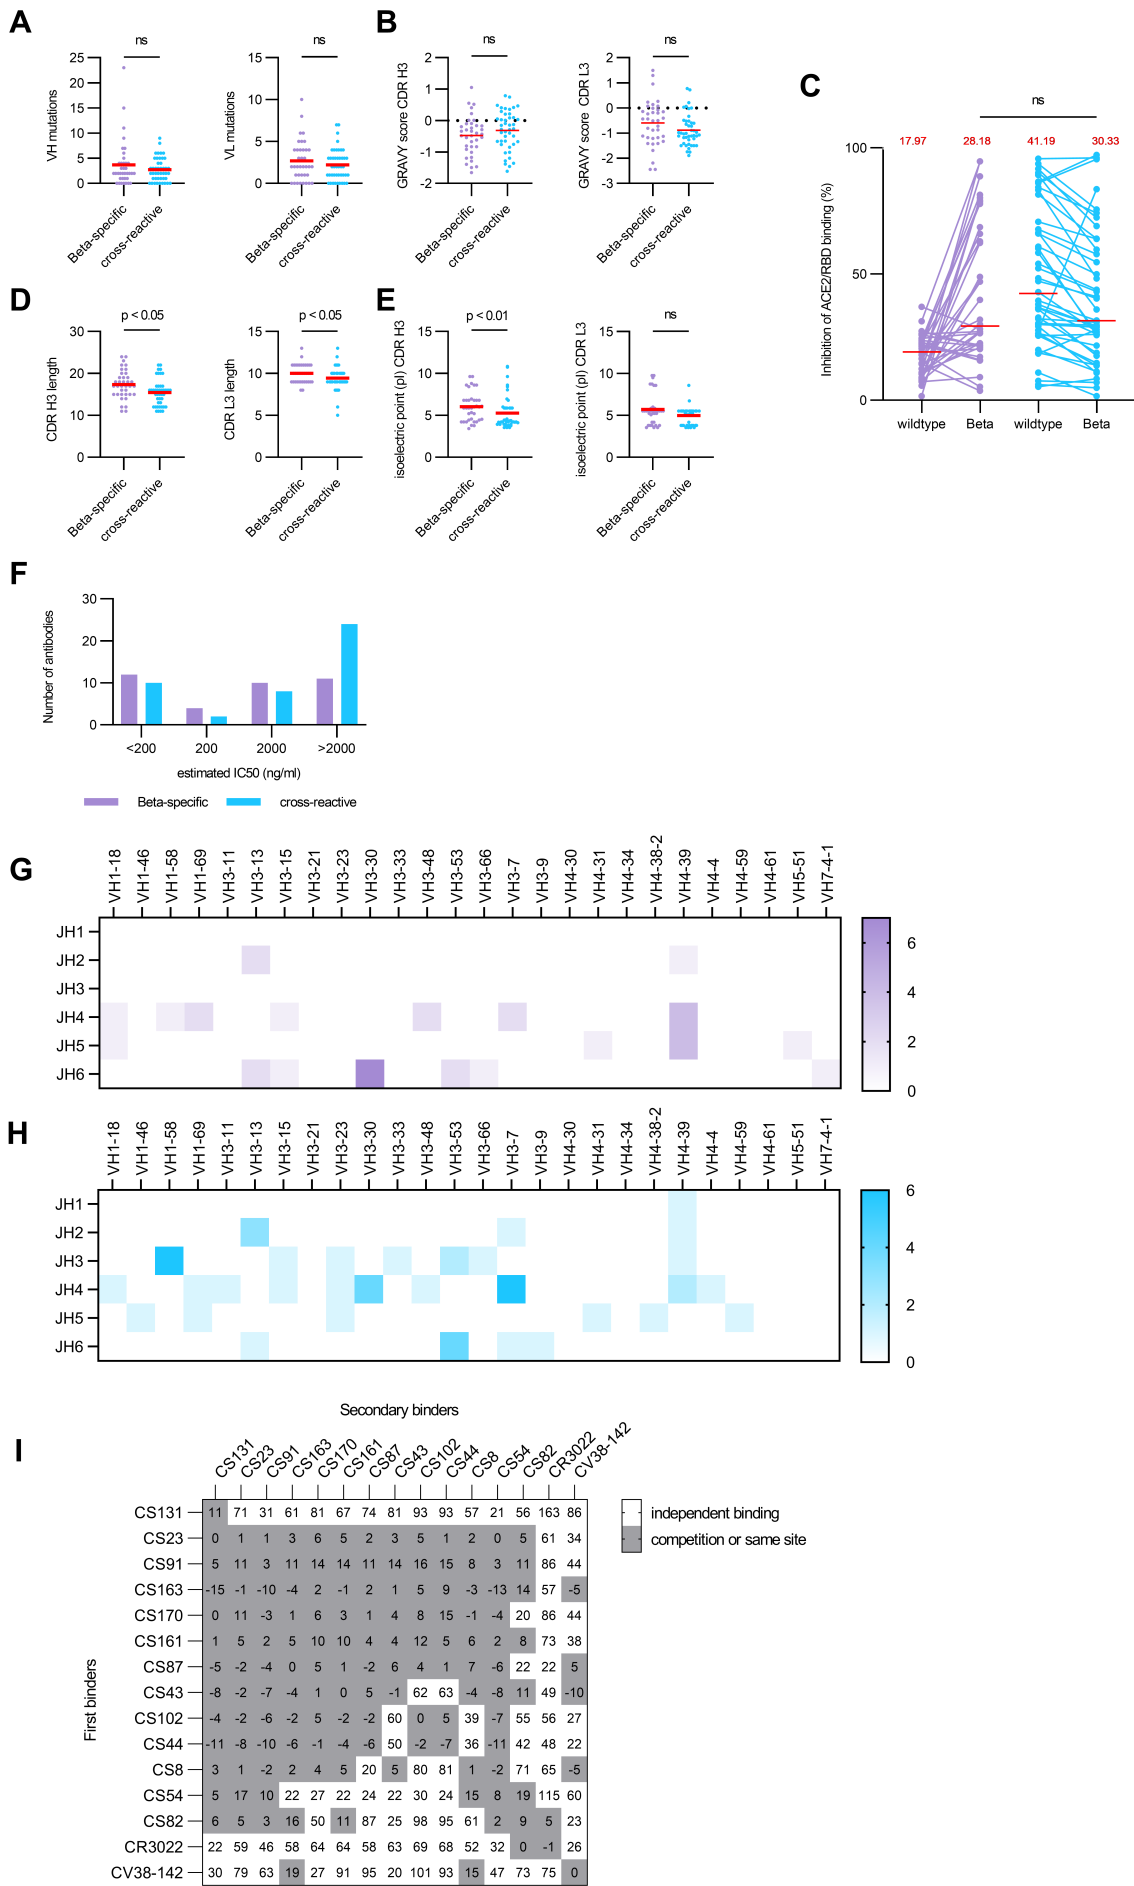 A
B
C
ns
ns
ns
ns
VH mutations
25
20
15
10
5
0
Beta-specific
cross-reactive
VL mutations
15
10
5
0
Beta-specific
cross-reactive
GRAVY score CDR H3
2
1
0
-1
-2
Beta-specific
cross-reactive
GRAVY score CDR L3
2
1
0
-1
-2
-3
Beta-specific
cross-reactive
ns
17.97 28.18 41.19 30.33
Inhibition of ACE2/RBD binding (%)
100
50
0
wildtype Beta wildtype Beta
D
E
p < 0.05
p < 0.05
p < 0.01
ns
CDR H3 length
30
20
10
0
Beta-specific
cross-reactive
CDR L3 length
15
10
5
0
Beta-specific
cross-reactive
isoelectric point (pI) CDR H3
15
10
5
0
Beta-specific
cross-reactive
isoelectric point (pI) CDR L3
15
10
5
0
Beta-specific
cross-reactive
F
Number of antibodies
30
20
10
0
<200 200 2000 >2000
estimated IC50 (ng/ml)
Beta-specific cross-reactive
G
VH1-18 VH1-46 VH1-58 VH1-69 VH3-11 VH3-13 VH3-15 VH3-21 VH3-23 VH3-30 VH3-33 VH3-48 VH3-53 VH3-66 VH3-7 VH3-9 VH4-30 VH4-31 VH4-34 VH4-38-2 VH4-39 VH4-4 VH4-59 VH4-61 VH5-51 VH7-4-1
JH1
JH2
JH3
JH4
JH5
JH6
6
4
2
0
H
VH1-18 VH1-46 VH1-58 VH1-69 VH3-11 VH3-13 VH3-15 VH3-21 VH3-23 VH3-30 VH3-33 VH3-48 VH3-53 VH3-66 VH3-7 VH3-9 VH4-30 VH4-31 VH4-34 VH4-38-2 VH4-39 VH4-4 VH4-59 VH4-61 VH5-51 VH7-4-1
JH1
JH2
JH3
JH4
JH5
JH6
6
4
2
0
I
Secondary binders
CS131 CS23 CS91 CS163 CS170 CS161 CS87 CS43 CS102 CS44 CS8 CS54 CS82 CR3022 CV38-142
First binders
CS131 11 71 31 61 81 67 74 81 93 93 57 21 56 163 86
CS23 0 1 1 3 6 5 2 3 5 1 2 0 5 61 34
CS91 5 11 3 11 14 14 11 14 16 15 8 3 11 86 44
CS163 -15 -1 -10 -4 2 -1 2 1 5 9 -3 -13 14 57 -5
CS170 0 11 -3 1 6 3 1 4 8 15 -1 -4 20 86 44
CS161 1 5 2 5 10 10 4 4 12 5 6 2 8 73 38
CS87 -5 -2 -4 0 5 1 -2 6 4 1 7 -6 22 22 5
CS43 -8 -2 -7 -4 1 0 5 -1 62 63 -4 -8 11 49 -10
CS102 -4 -2 -6 -2 5 -2 -2 60 0 5 39 -7 55 56 27
CS44 -11 -8 -10 -6 -1 -4 -6 50 -2 -7 36 -11 42 48 22
CS8 3 1 -2 2 4 5 20 5 80 81 1 -2 71 65 -5
CS54 5 17 10 22 27 22 24 22 30 24 15 8 19 115 60
CS82 6 5 3 16 50 11 87 25 98 95 61 2 9 5 23
CR3022 22 59 46 58 64 64 58 63 69 68 52 32 0 -1 26
CV38-142 30 79 63 19 27 91 95 20 101 93 15 47 73 75 0
independent binding
competition or same site